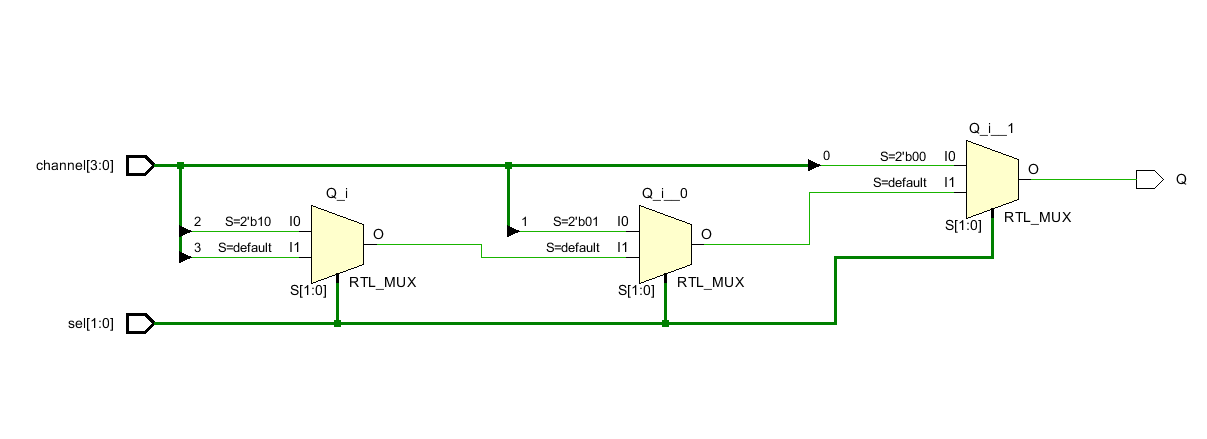 Q_i__1
channel[3:0]
0
S=2'b00
I0
O
S=default
I1
Q
S[1:0]
RTL_MUX
Q_i
2
S=2'b10
I0
O
3
S=default
I1
S[1:0]
RTL_MUX
Q_i__0
1
S=2'b01
I0
O
S=default
I1
S[1:0]
RTL_MUX
sel[1:0]